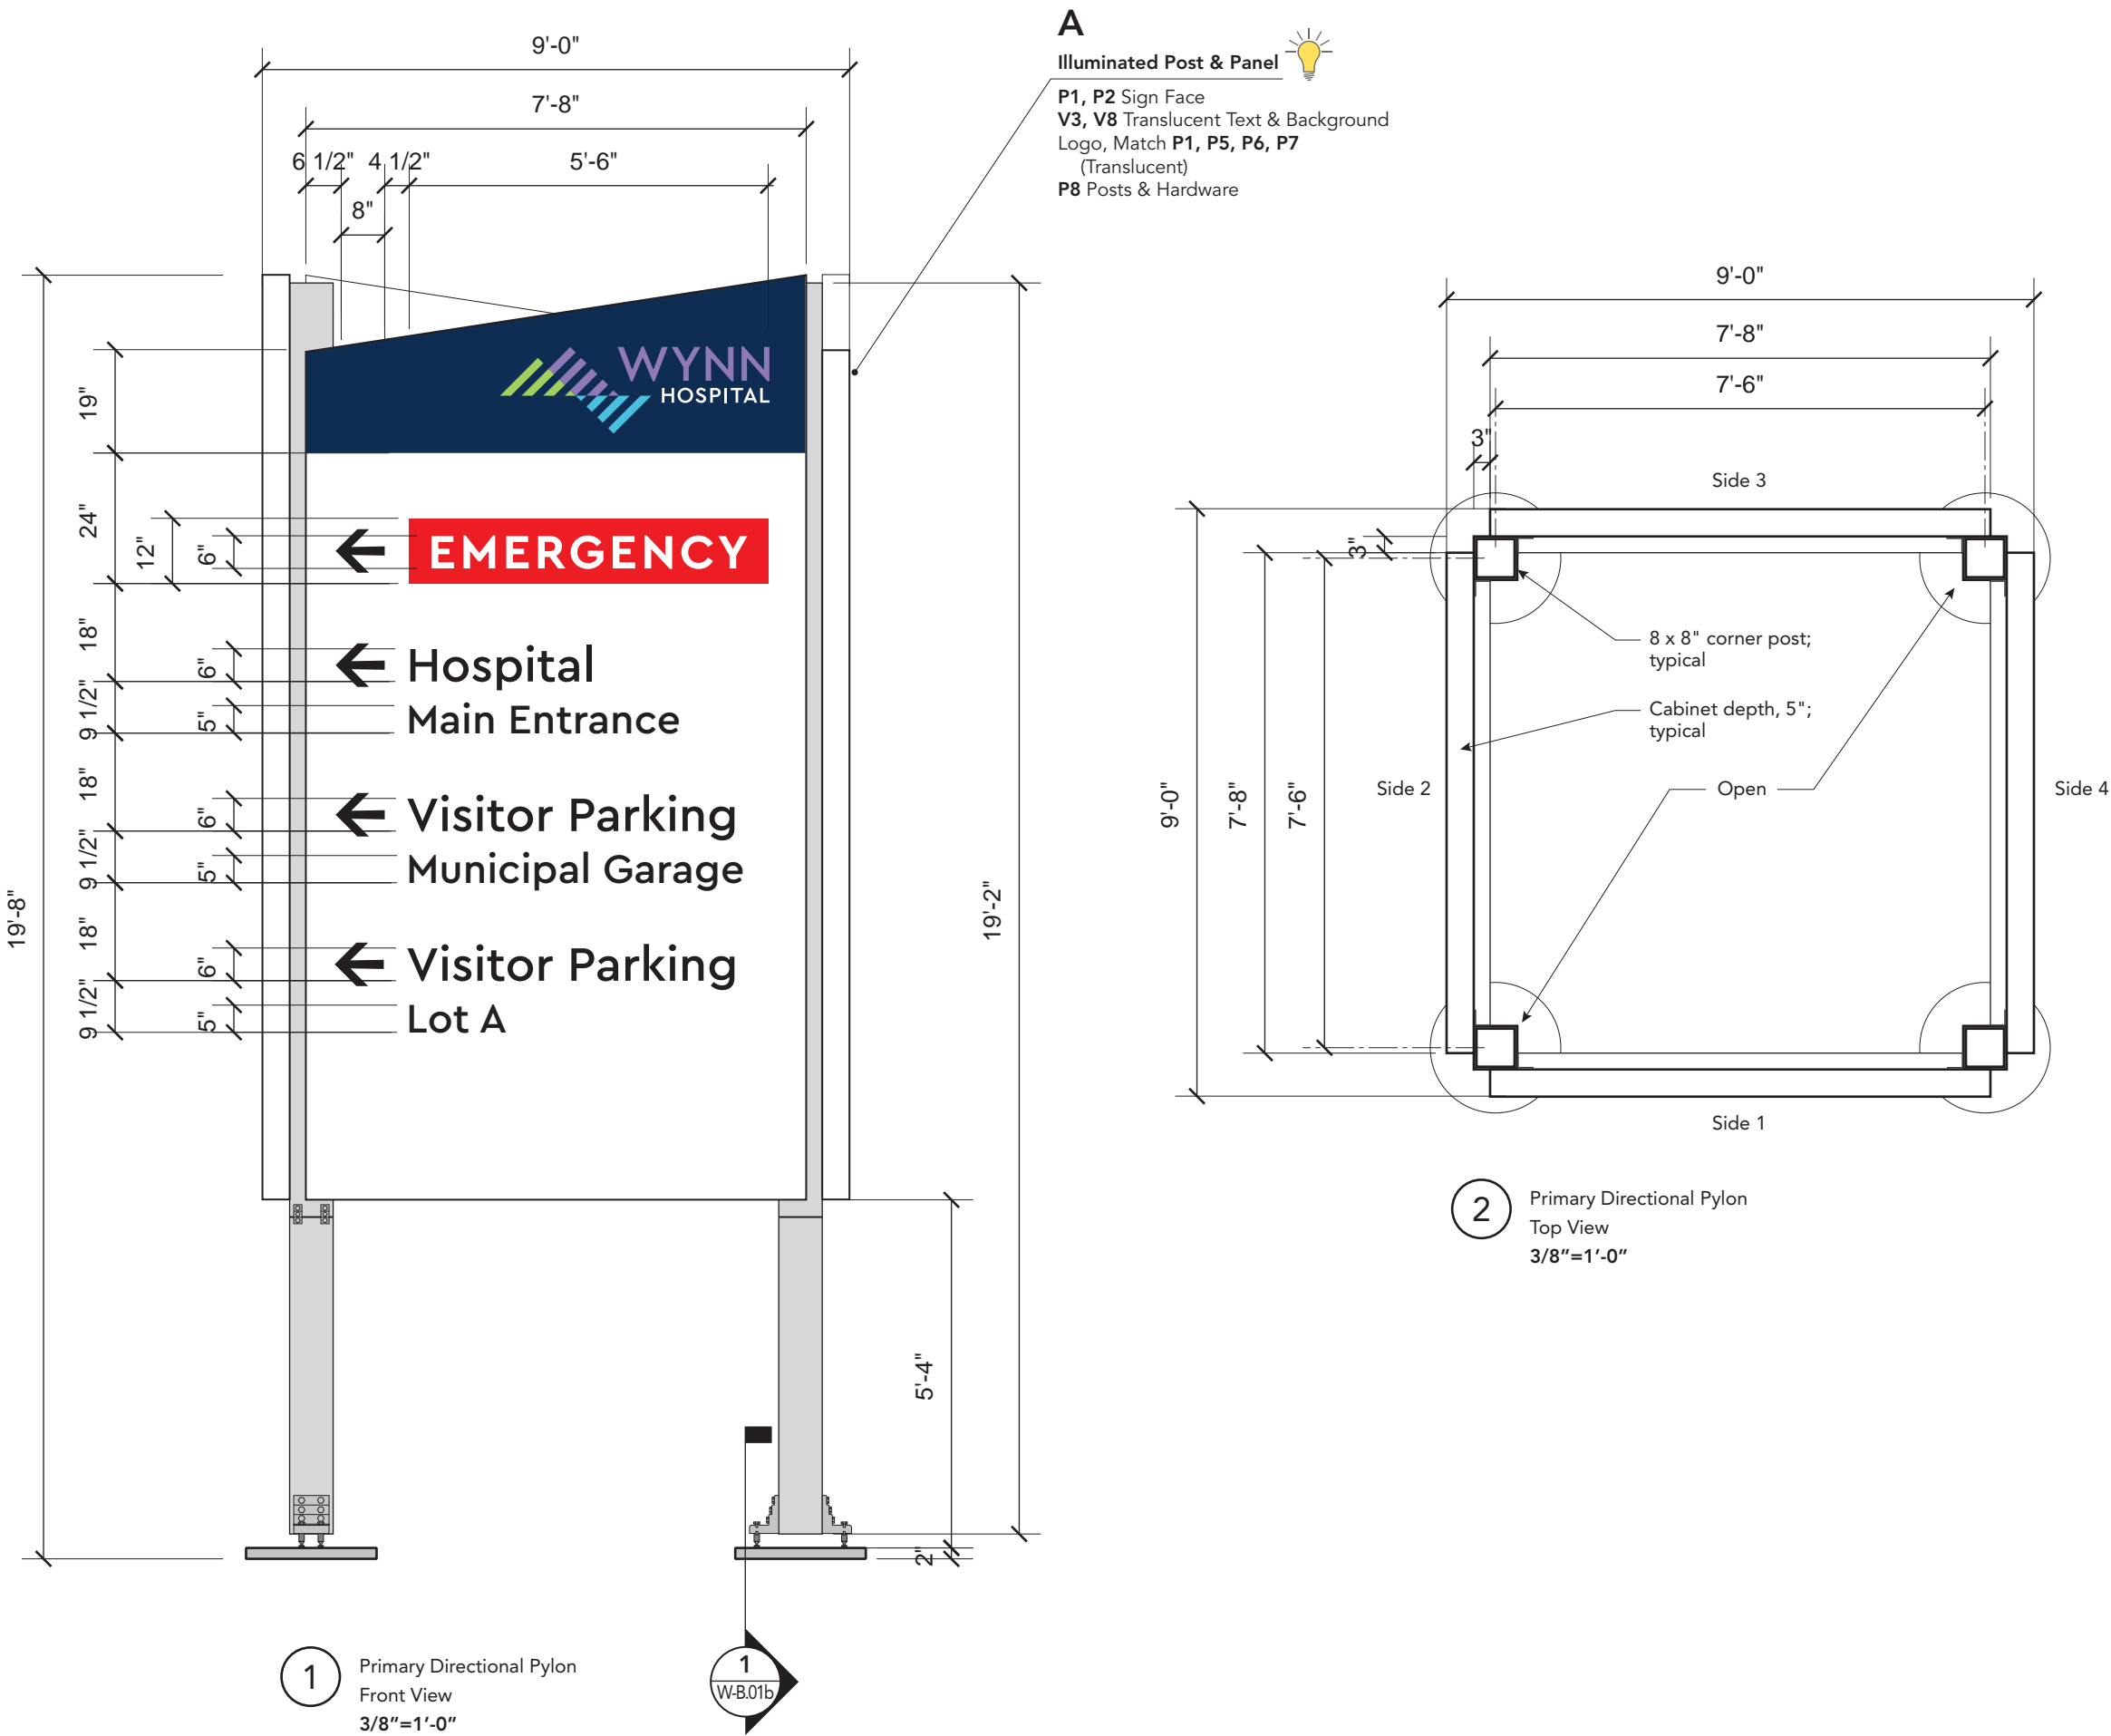 A
Illuminated Post & Panel
P1, P2 Sign Face
V3, V8 Translucent Text & Background
Logo, Match P1, P5, P6, P7
(Translucent)
P8 Posts & Hardware
9'-0"
7'-8"
6 1/2" 4 1/2" 5'-6"
8"
19'-8"
19"
24"
12"
6"
18"
6"
9 1/2"
5"
18"
6"
9 1/2"
5"
18"
6"
9 1/2"
5"
WYNN
HOSPITAL
EMERGENCY
Hospital
Main Entrance
Visitor Parking
Municipal Garage
Visitor Parking
Lot A
19'-2"
5'-4"
2"
1
Primary Directional Pylon
Front View
3/8"=1'-0"
1
W-B.01b
9'-0"
7'-8"
7'-6"
3"
Side 3
3"
8 x 8" corner post;
typical
Cabinet depth, 5";
typical
9'-0"
7'-8"
7'-6"
Side 2
Open
Side 4
Side 1
2
Primary Directional Pylon
Top View
3/8"=1'-0"